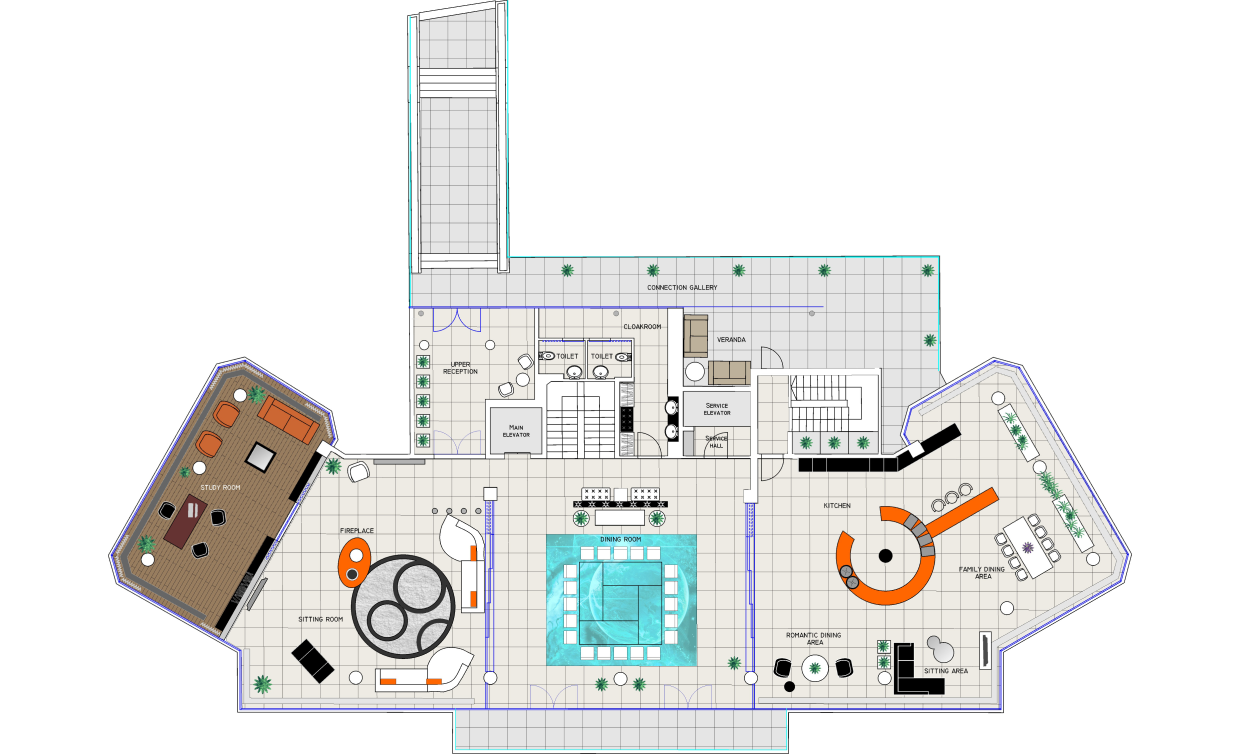 CONNECTION GALLERY
CLOAKROOM
VERANDA
TOILET
TOILET
UPPER
RECEPTION
SERVICE
ELEVATOR
MAIN
ELEVATOR
SERVICE
HALL
STUDY ROOM
KITCHEN
FIREPLACE
DINING ROOM
FAMILY DINING
AREA
SITTING ROOM
ROMANTIC DINING
AREA
SITTING AREA